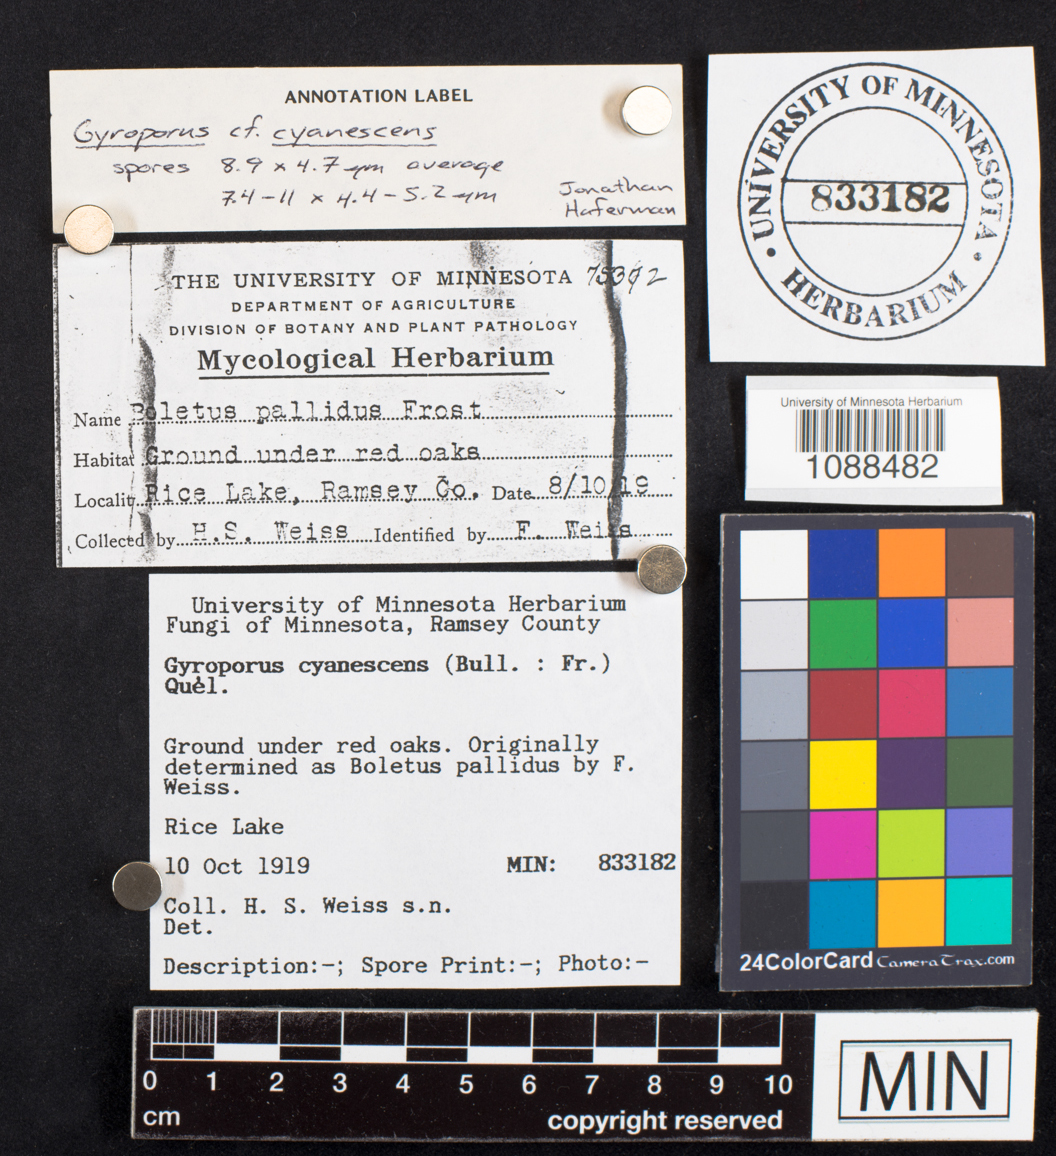 ANNOTATION LABEL
Gyroporus cf. cyanescens
spores 8.9 x 4.7 µm average
7.4-11 x 4.4-5.2 µm
Jonathan
Haferman
UNIVERSITY OF MINNESOTA
833182
• HERBARIUM •
THE UNIVERSITY OF MINNESOTA 75392
DEPARTMENT OF AGRICULTURE
DIVISION OF BOTANY AND PLANT PATHOLOGY
Mycological Herbarium
Name Boletus pallidus Frost
Habitat Ground under red oaks
Locality Rice Lake, Ramsey Co. Date 8/10/19
Collected by H.S. Weiss Identified by F. Weiss
University of Minnesota Herbarium
1088482
University of Minnesota Herbarium
Fungi of Minnesota, Ramsey County
Gyroporus cyanescens (Bull. : Fr.)
Quél.
Ground under red oaks. Originally
determined as Boletus pallidus by F.
Weiss.
Rice Lake
10 Oct 1919 MIN: 833182
Coll. H. S. Weiss s.n.
Det.
Description:-; Spore Print:-; Photo:-
24ColorCard CameraTrax.com
0 1 2 3 4 5 6 7 8 9 10
cm copyright reserved
MIN